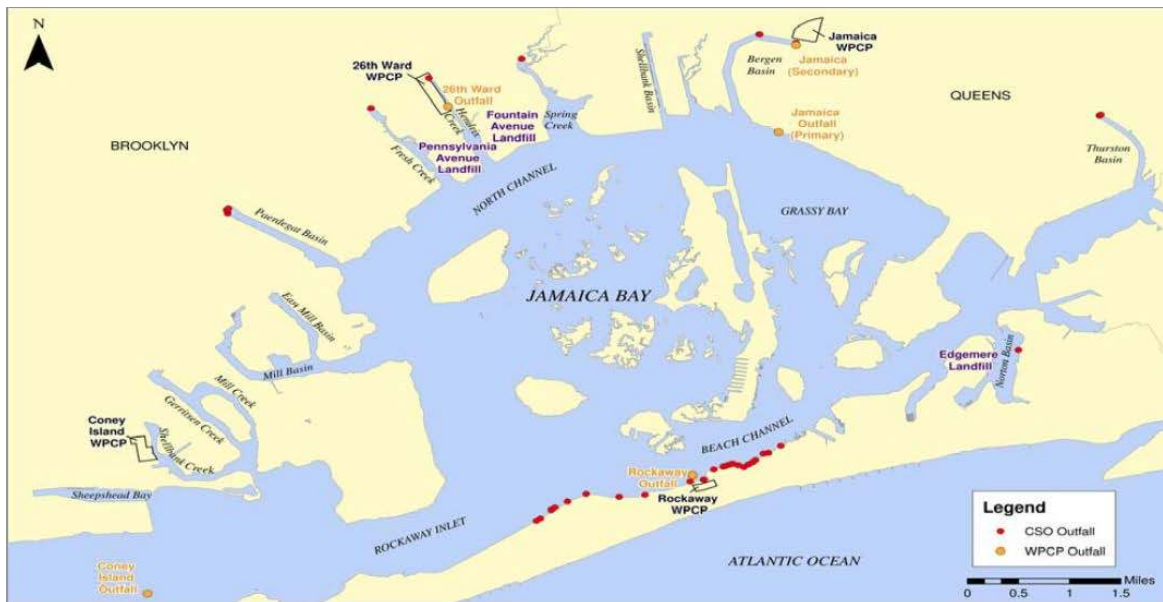 N
26th Ward
WPCP
26th Ward
Outfall
Hendrix
Creek
Fountain
Avenue
Landfill
Spring
Creek
Shellbank Basin
Bergen
Basin
Jamaica
WPCP
Jamaica
(Secondary)
Jamaica
Outfall
(Primary)
QUEENS
Thurston
Basin
BROOKLYN
Pennsylvania
Avenue
Landfill
Fresh Creek
NORTH CHANNEL
GRASSY BAY
Paerdegat Basin
JAMAICA BAY
East Mill Basin
Mill Basin
Mill Creek
Gerritsen Creek
Coney
Island
WPCP
Shellbank Creek
Sheepshead Bay
Edgemere
Landfill
Norton Basin
BEACH CHANNEL
Rockaway
Outfall
Rockaway
WPCP
ROCKAWAY INLET
ATLANTIC OCEAN
Coney
Island
Outfall
Legend
CSO Outfall
WPCP Outfall
Miles
0 0.5 1 1.5